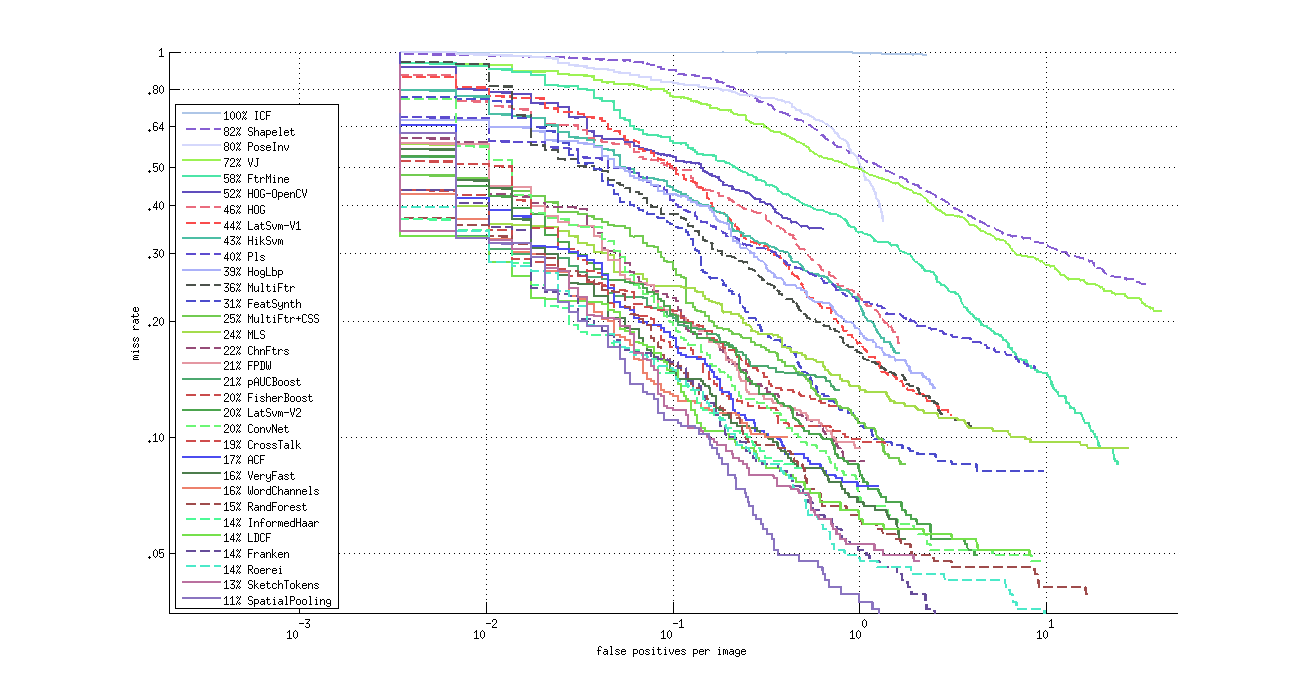 1
.80
.64
.50
.40
.30
.20
.10
.05
miss rate
100% ICF
82% Shapelet
80% PoseInv
72% VJ
58% FtrMine
52% HOG-OpenCV
46% HOG
44% LatSvm-V1
43% HikSvm
40% Pls
39% HogLbp
36% MultiFtr
31% FeatSynth
25% MultiFtr+CSS
24% MLS
22% ChnFtrs
21% FPDW
21% pAUCBoost
20% FisherBoost
20% LatSvm-V2
20% ConvNet
19% CrossTalk
17% ACF
16% VeryFast
16% WordChannels
15% RandForest
14% InformedHaar
14% LDCF
14% Franken
14% Roerei
13% SketchTokens
11% SpatialPooling
10^-3 10^-2 10^-1 10^0 10^1
false positives per image